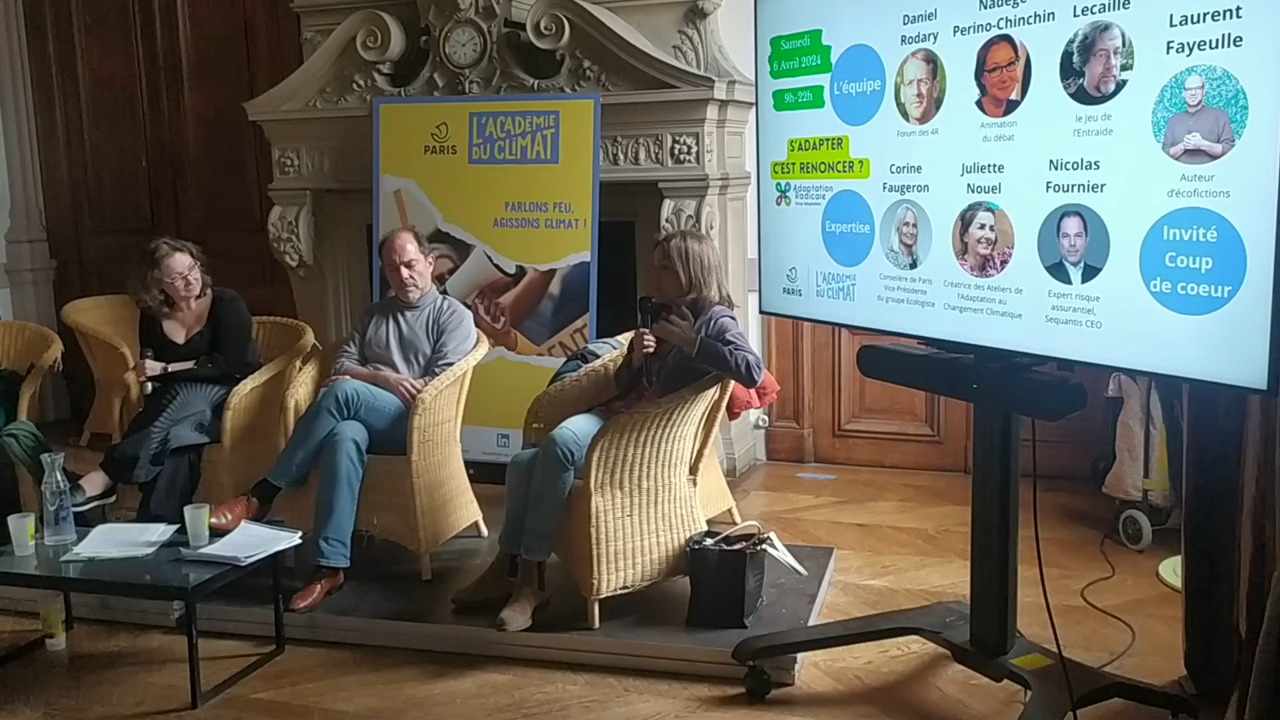 PARIS
L'ACADÉMIE
DU CLIMAT
PARLONS PEU,
AGISSONS CLIMAT !
in
Samedi
6 Avril 2024
9h-22h
L'équipe
Daniel
Rodary
Forum des 4R
Nadège
Perino-Chinchin
Animation
du débat
Lecaille
le Jeu de
l'Entraide
Laurent
Fayeulle
Auteur
d'écofictions
S'ADAPTER
C'EST RENONCER ?
Adaptation
Radicale
Expertise
Corine
Faugeron
Conseillère de Paris
Vice-Présidente
du groupe Ecologiste
Juliette
Nouel
Créatrice des Ateliers de
l'Adaptation au
Changement Climatique
Nicolas
Fournier
Expert risque
assurantiel,
Sequantis CEO
Invité
Coup
de coeur
PARIS
L'ACADÉMIE
DU CLIMAT